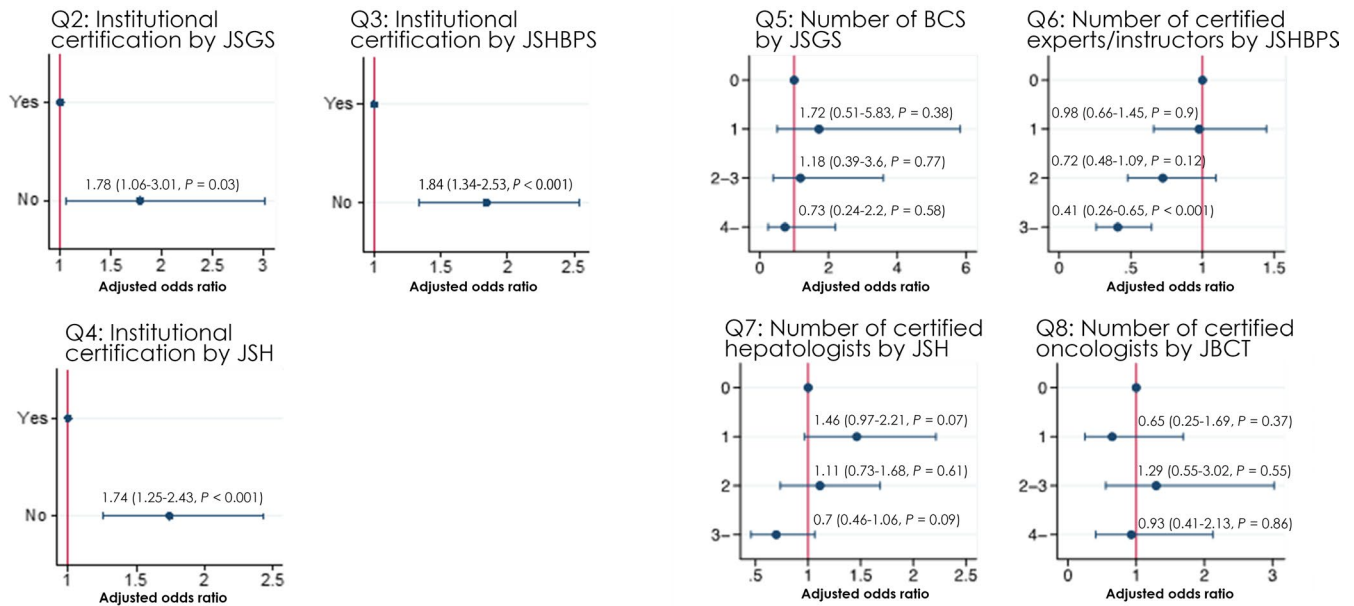 Q2: Institutional
certification by JSGS
Yes
1.78 (1.06-3.01, P = 0.03)
No
1 1.5 2 2.5 3
Adjusted odds ratio
Q3: Institutional
certification by JSHBPS
Yes
1.84 (1.34-2.53, P < 0.001)
No
1 1.5 2 2.5
Adjusted odds ratio
Q4: Institutional
certification by JSH
Yes
1.74 (1.25-2.43, P < 0.001)
No
1 1.5 2 2.5
Adjusted odds ratio
Q5: Number of BCS
by JSGS
0
1.72 (0.51-5.83, P = 0.38)
1
1.18 (0.39-3.6, P = 0.77)
2–3
0.73 (0.24-2.2, P = 0.58)
4–
0 2 4 6
Adjusted odds ratio
Q6: Number of certified
experts/instructors by JSHBPS
0
0.98 (0.66-1.45, P = 0.9)
1
0.72 (0.48-1.09, P = 0.12)
2
0.41 (0.26-0.65, P < 0.001)
3–
0 .5 1 1.5
Adjusted odds ratio
Q7: Number of certified
hepatologists by JSH
0
1.46 (0.97-2.21, P = 0.07)
1
1.11 (0.73-1.68, P = 0.61)
2
0.7 (0.46-1.06, P = 0.09)
3–
.5 1 1.5 2 2.5
Adjusted odds ratio
Q8: Number of certified
oncologists by JBCT
0
0.65 (0.25-1.69, P = 0.37)
1
1.29 (0.55-3.02, P = 0.55)
2–3
0.93 (0.41-2.13, P = 0.86)
4–
0 1 2 3
Adjusted odds ratio